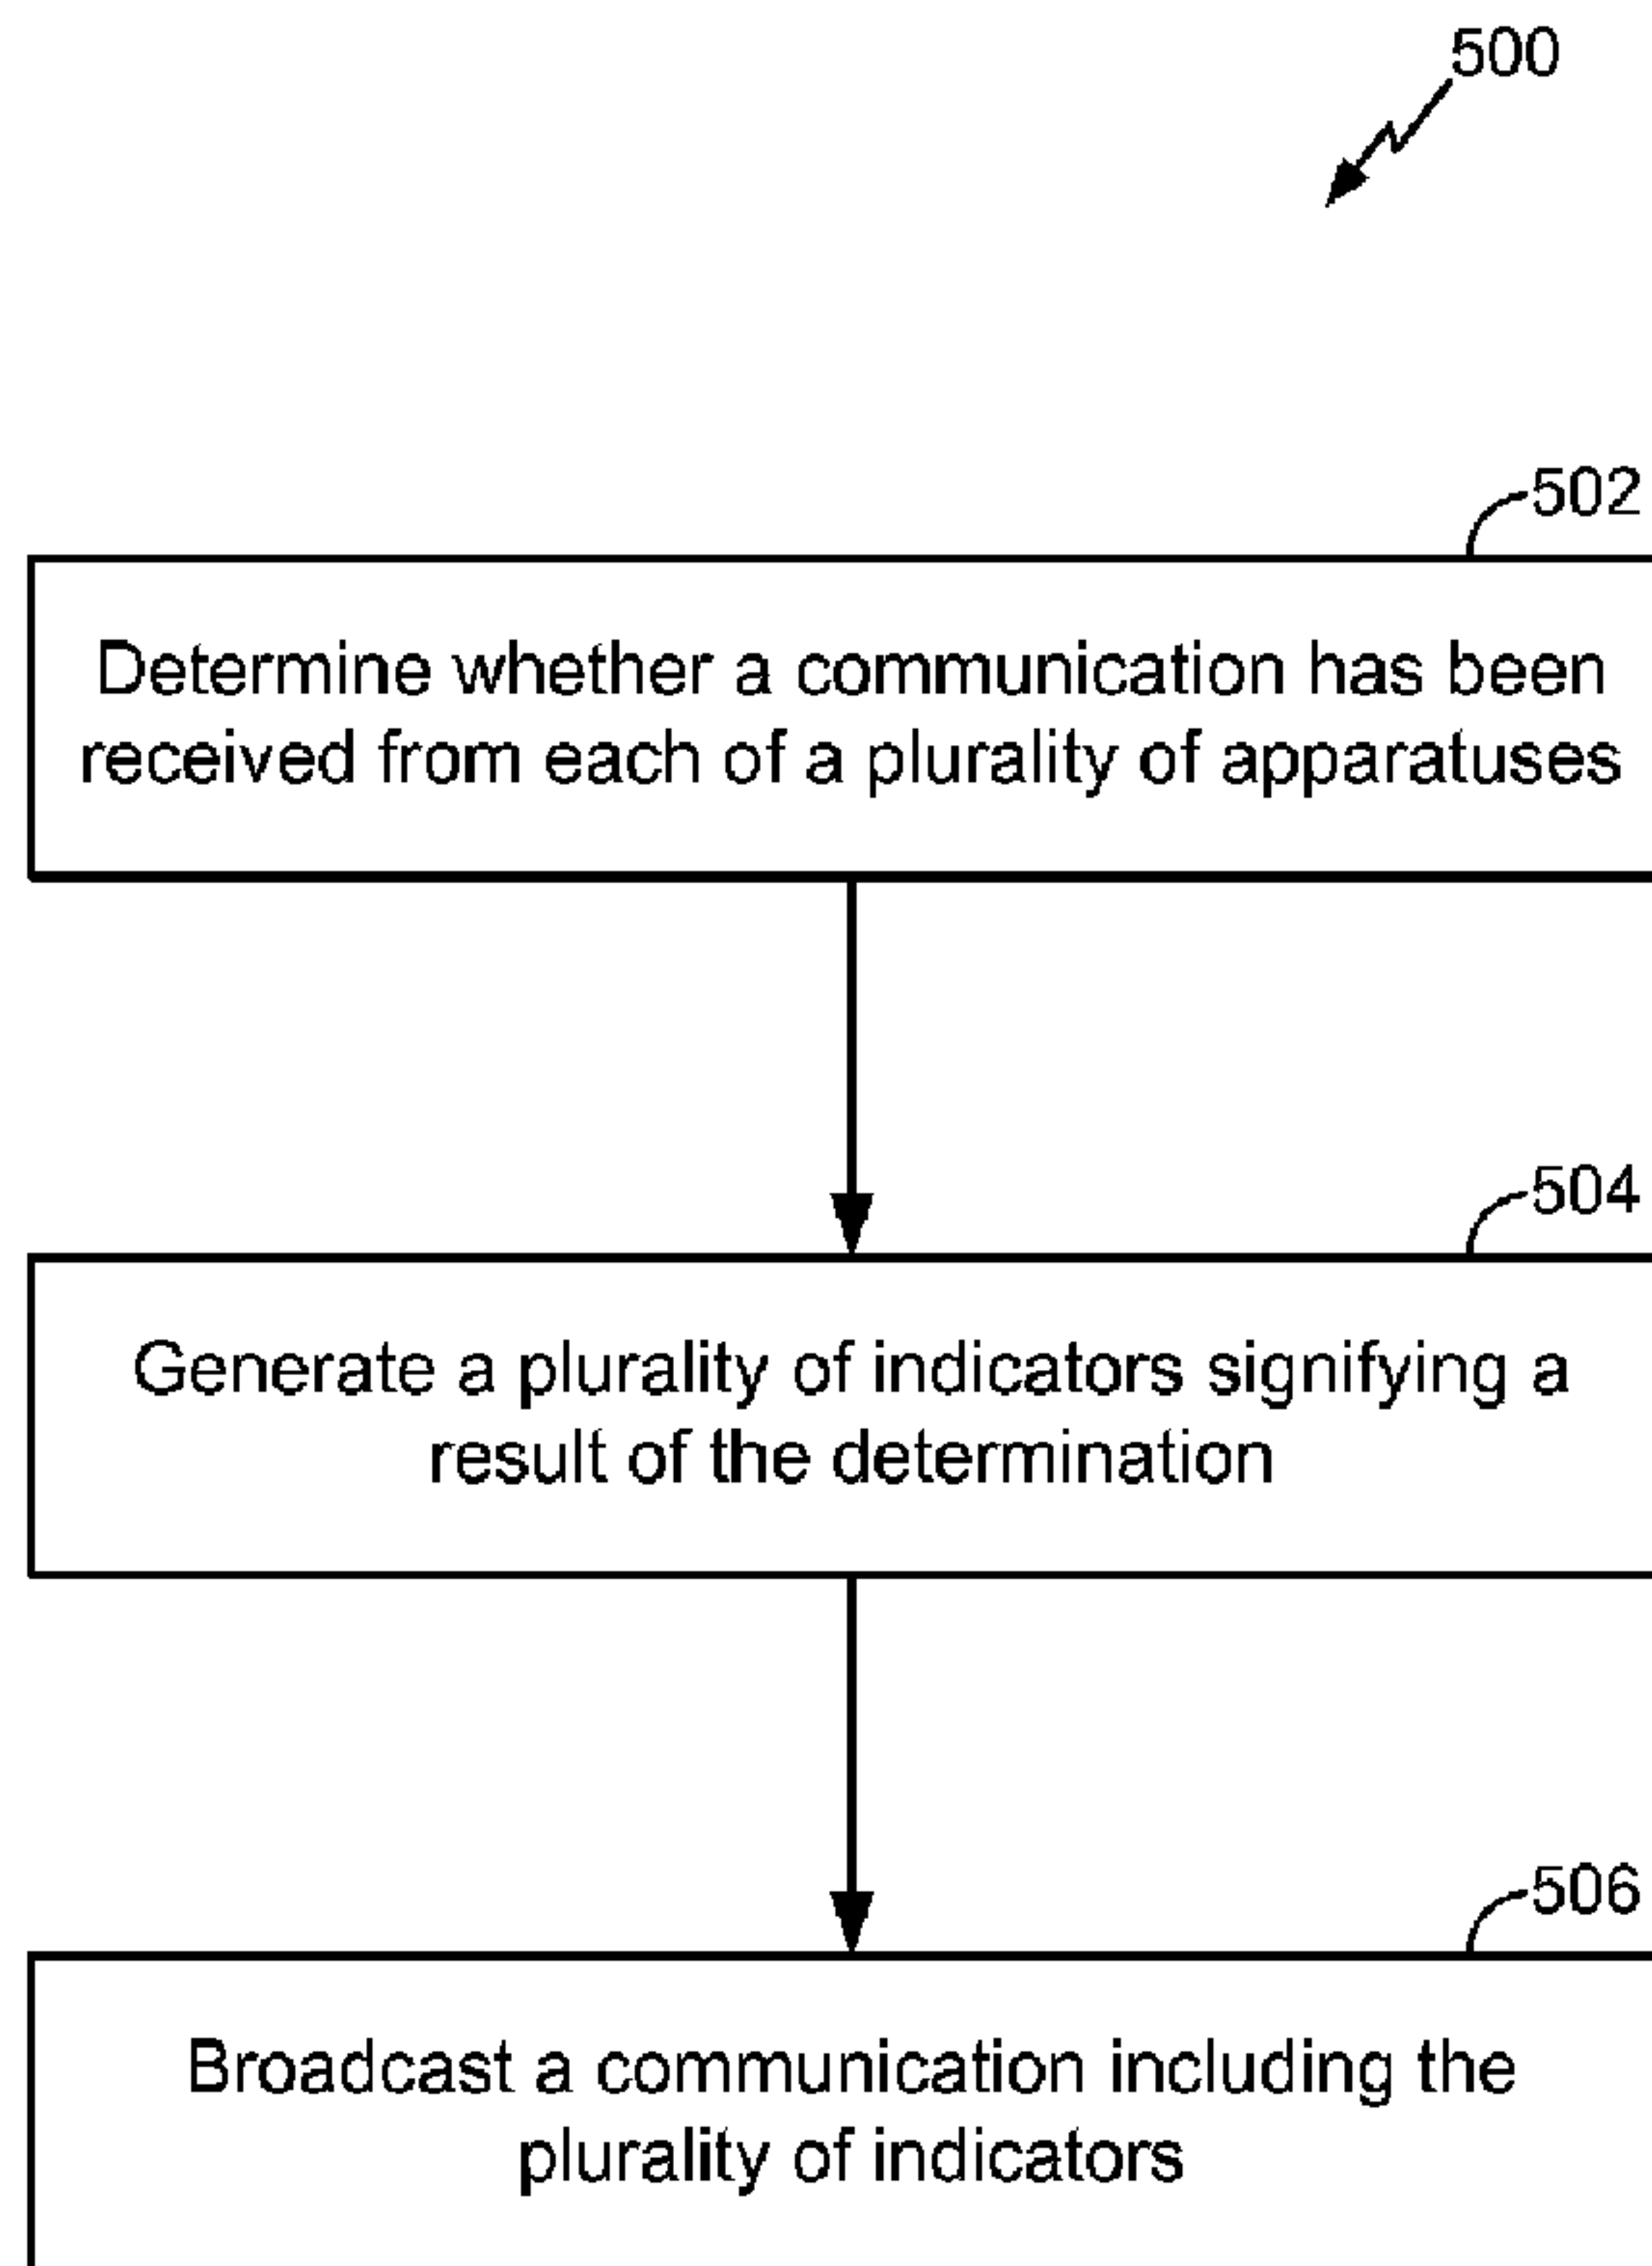 500
502
Determine whether a communication has been
received from each of a plurality of apparatuses
504
Generate a plurality of indicators signifying a
result of the determination
506
Broadcast a communication including the
plurality of indicators